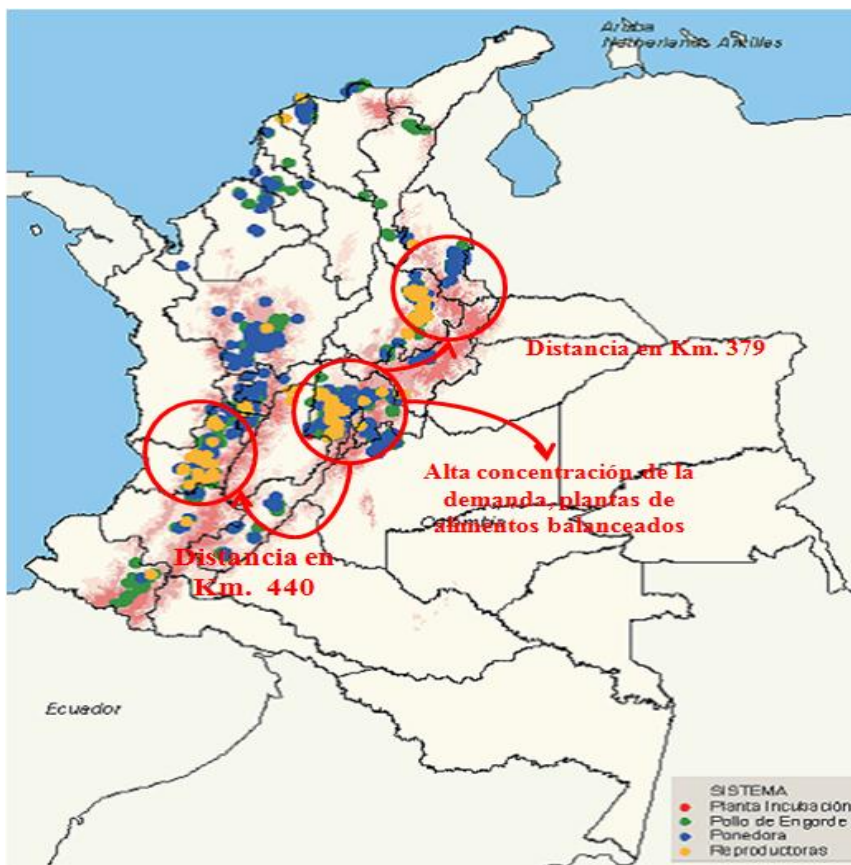 Aruba
Netherlands Antilles
Distancia en Km. 379
Alta concentración de la
demanda, plantas de
alimentos balanceados
Colombia
Distancia en
Km. 440
Ecuador
SISTEMA
Planta Incubación
Pollo de Engorde
Ponedora
Reproductoras